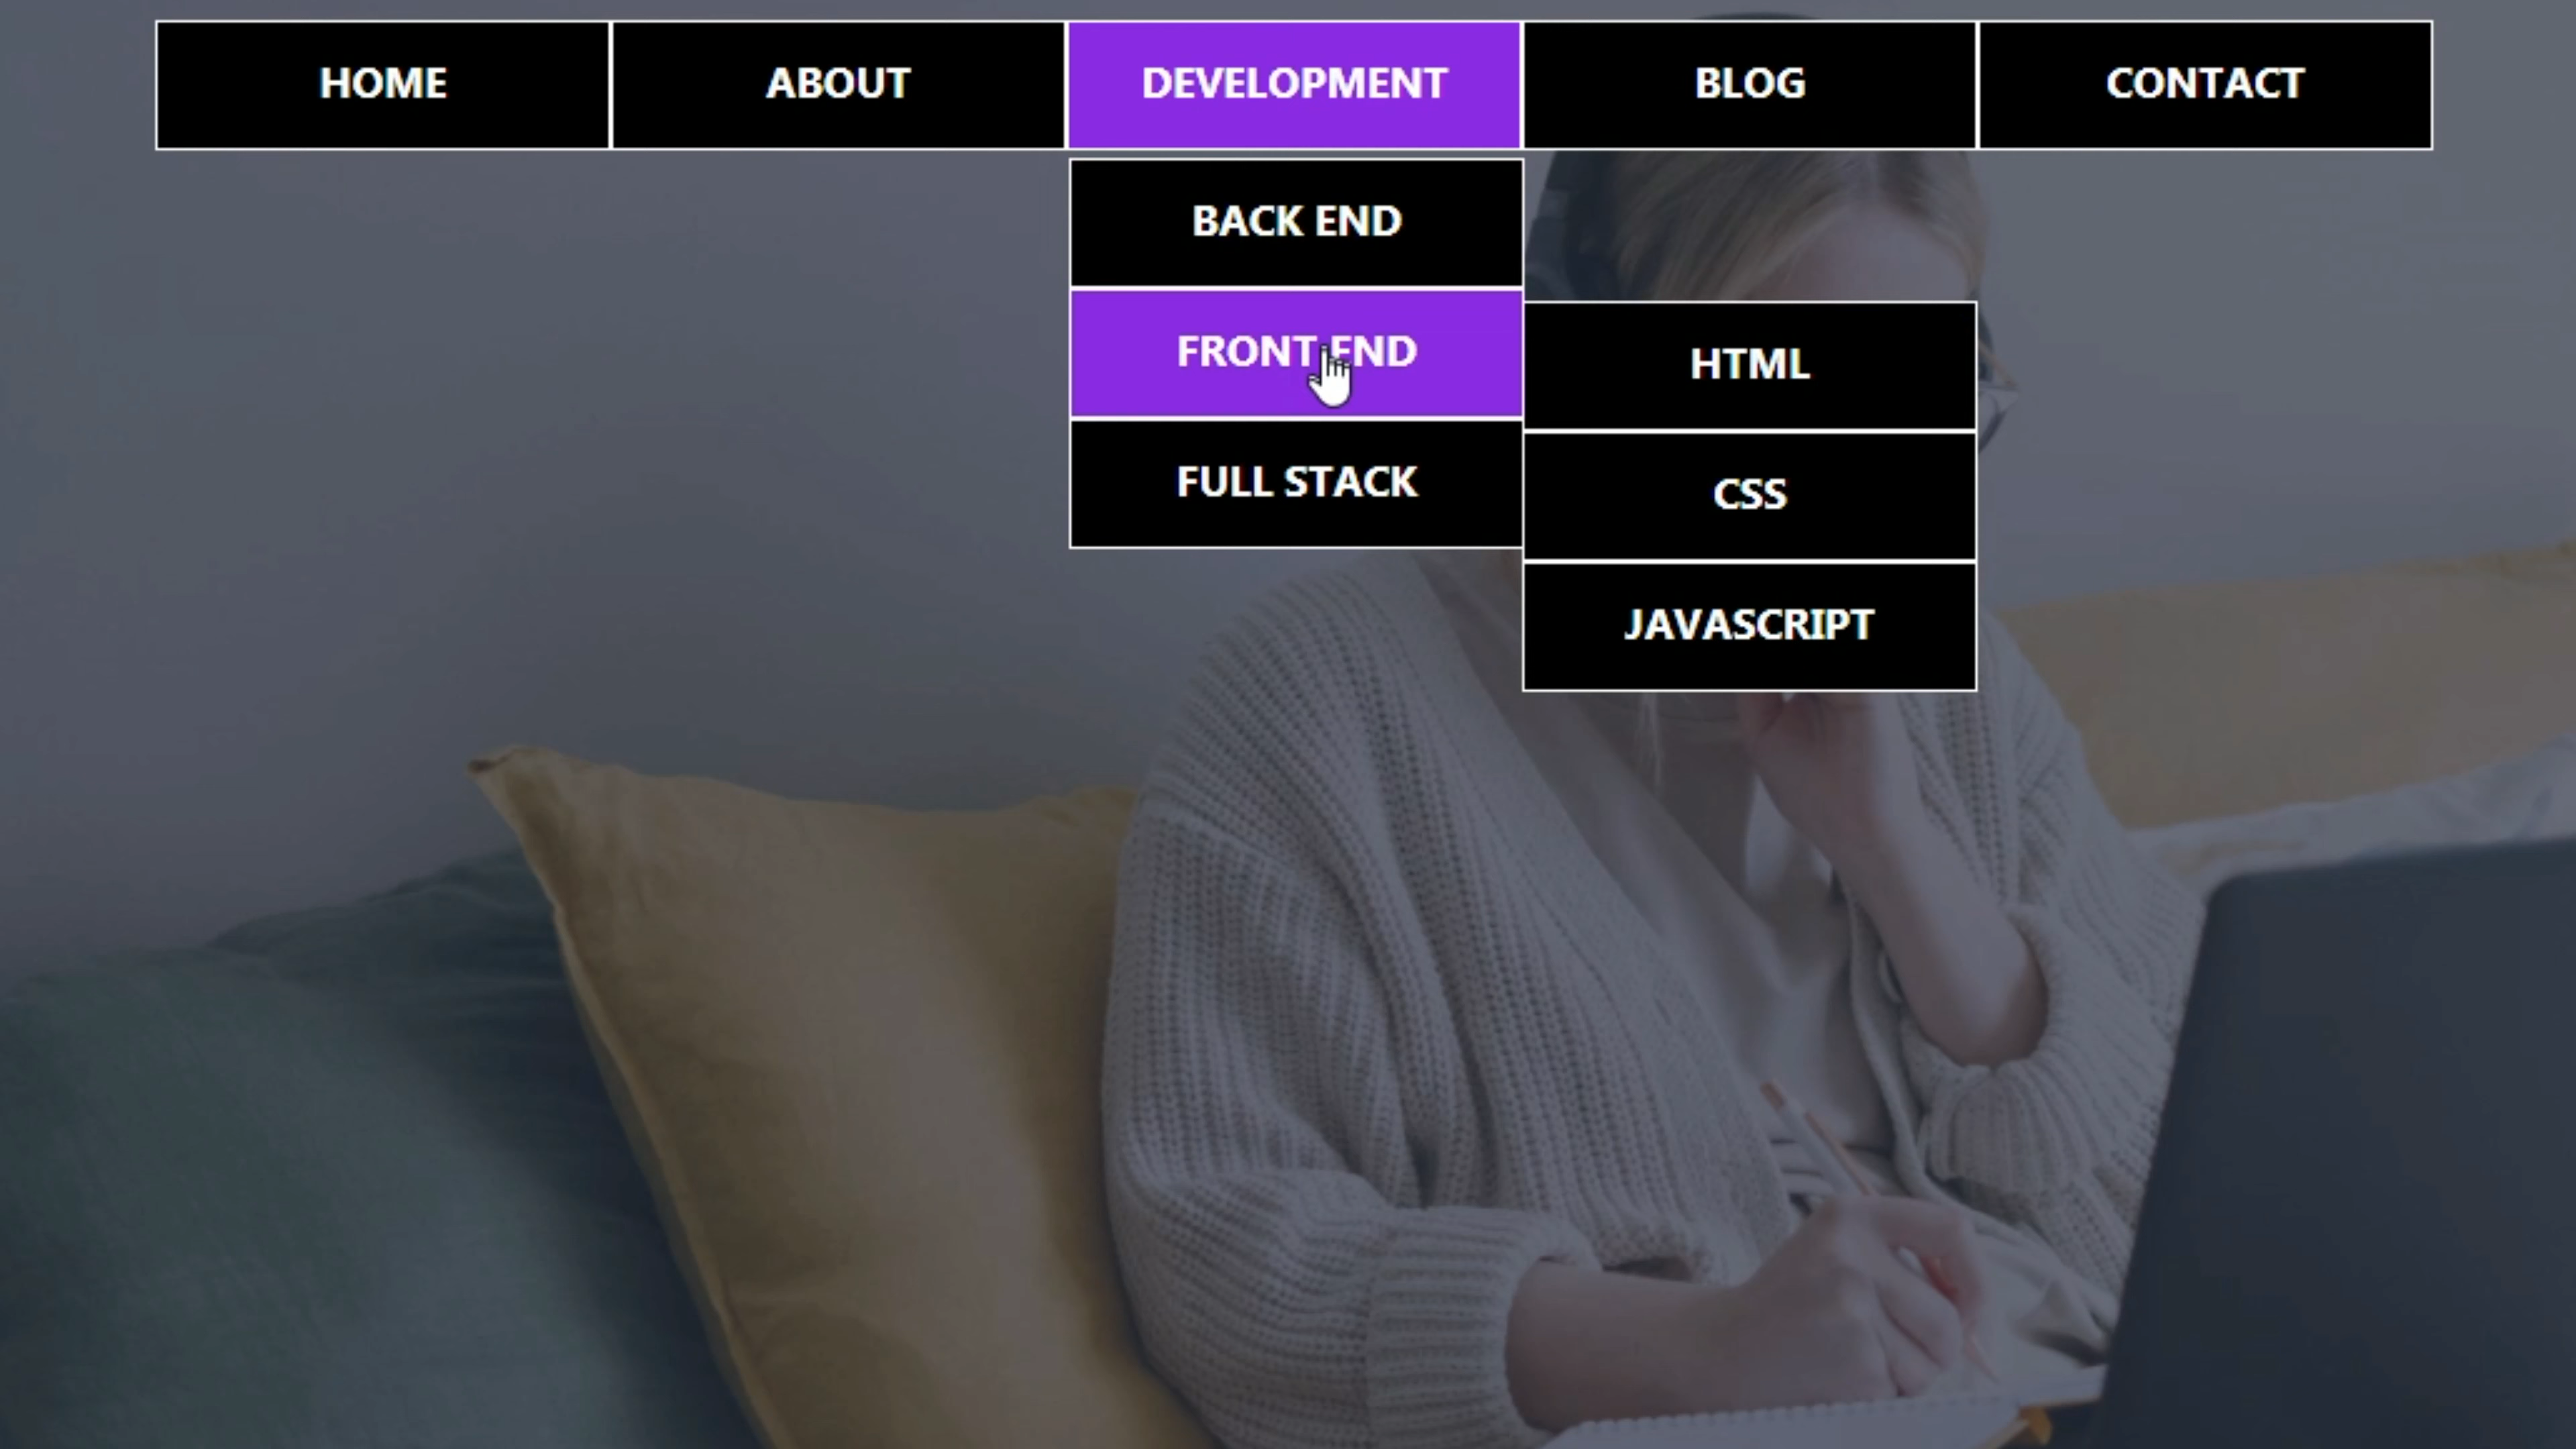 HOME
ABOUT
DEVELOPMENT
BLOG
CONTACT
BACK END
FRONT END
FULL STACK
HTML
CSS
JAVASCRIPT